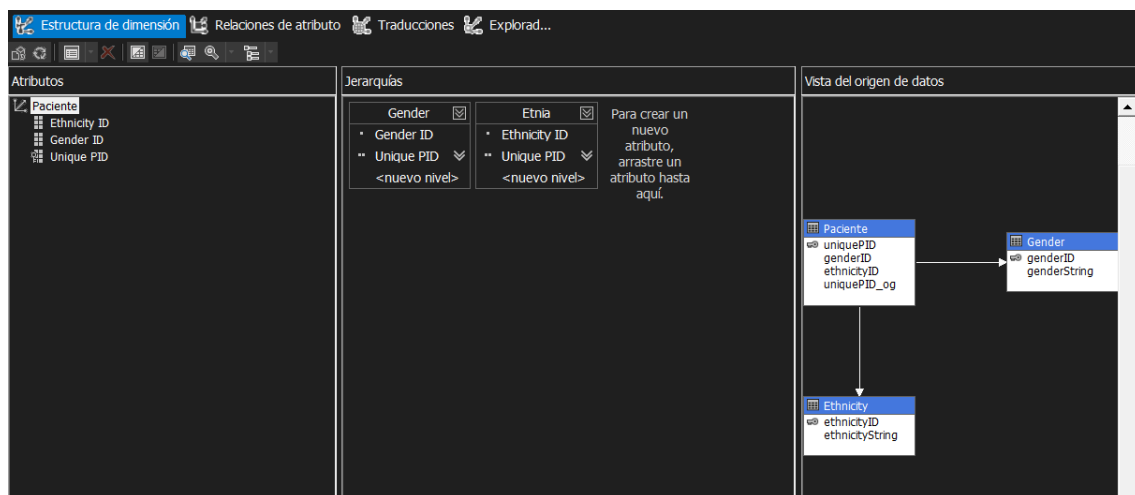 Estructura de dimensión Relaciones de atributo Traducciones Explorad...
Atributos
Paciente
Ethnicity ID
Gender ID
Unique PID
Jerarquías
Gender
Gender ID
Unique PID
<nuevo nivel>
Etnia
Ethnicity ID
Unique PID
<nuevo nivel>
Para crear un
nuevo
atributo,
arrastre un
atributo hasta
aquí.
Vista del origen de datos
Paciente
uniquePID
genderID
ethnicityID
uniquePID_og
Gender
genderID
genderString
Ethnicity
ethnicityID
ethnicityString